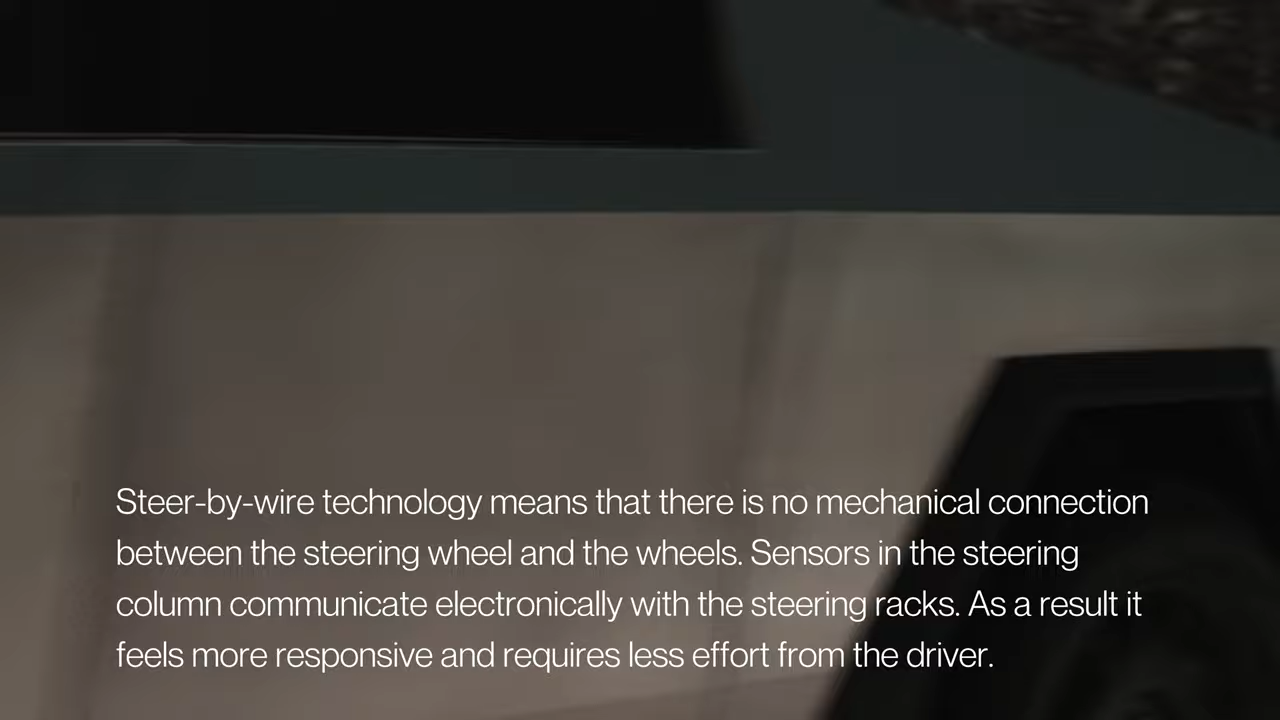 Steer-by-wire technology means that there is no mechanical connection
between the steering wheel and the wheels. Sensors in the steering
column communicate electronically with the steering racks. As a result it
feels more responsive and requires less effort from the driver.